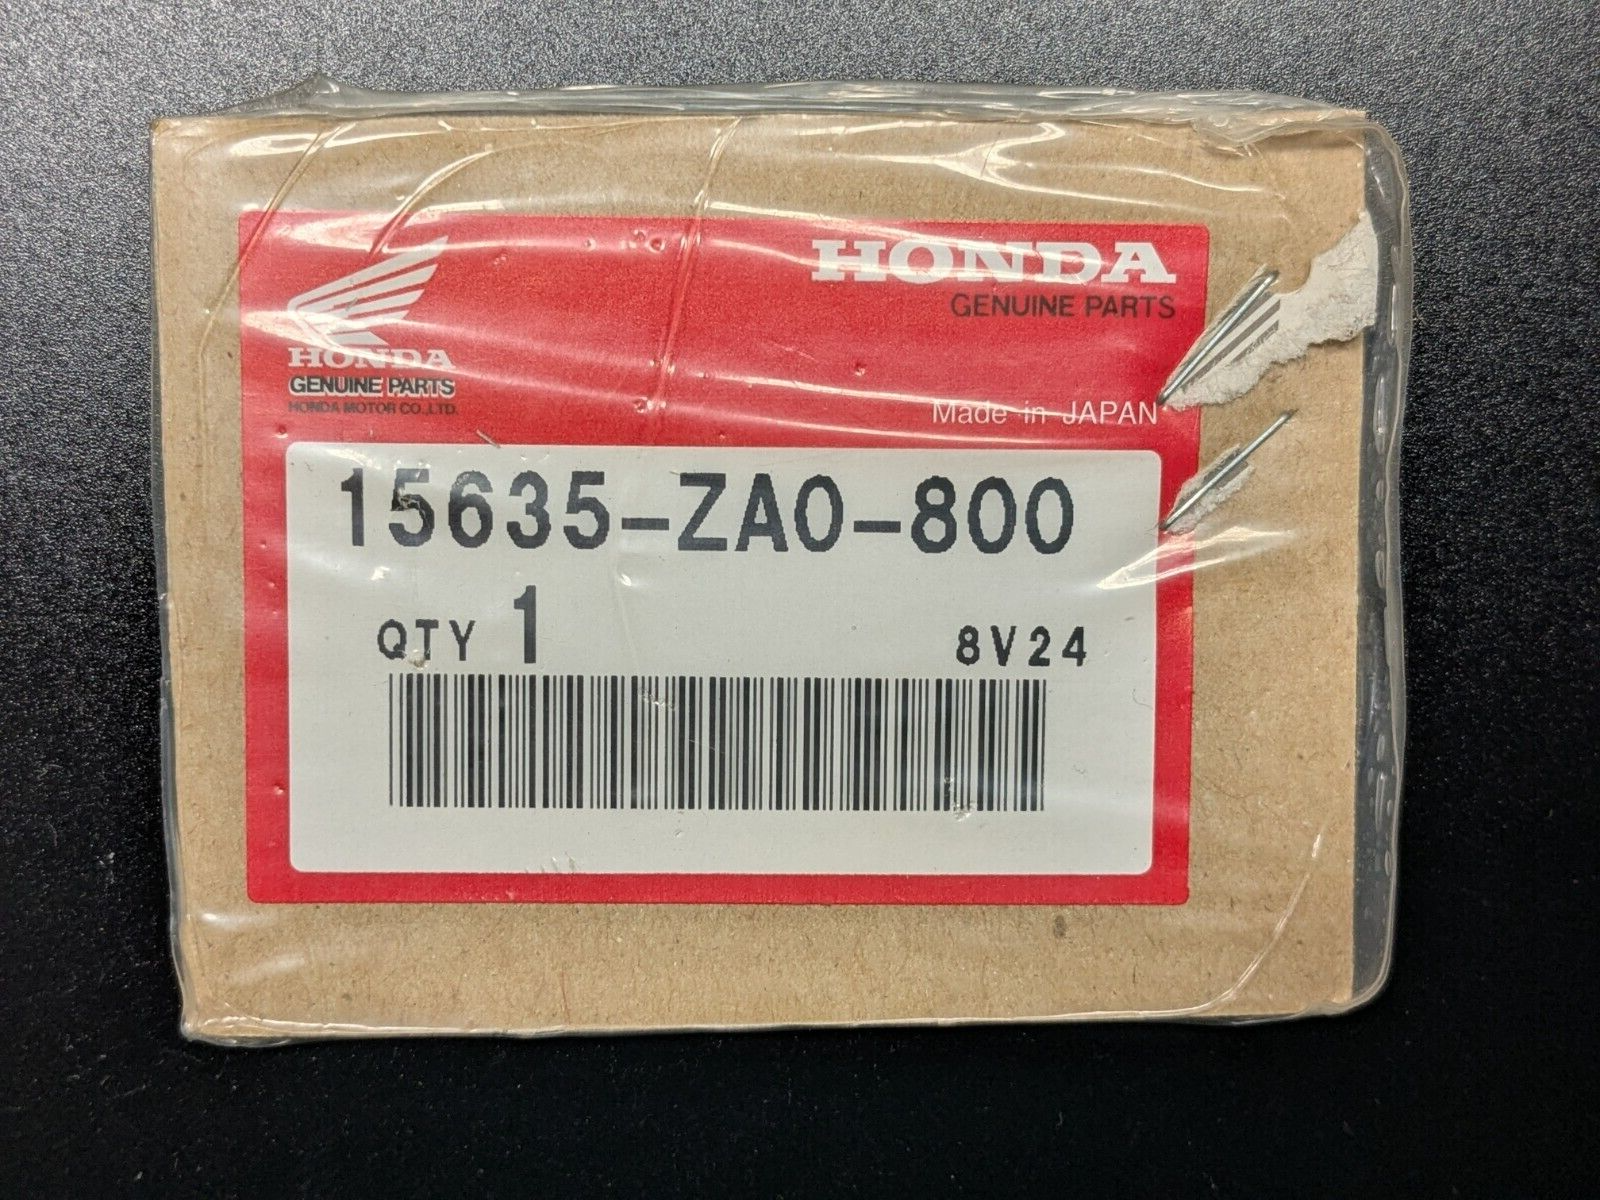 HONDA
GENUINE PARTS
HONDA
GENUINE PARTS
HONDA MOTOR CO.,LTD.
Made in JAPAN
15635-ZA0-800
QTY 1
8V24